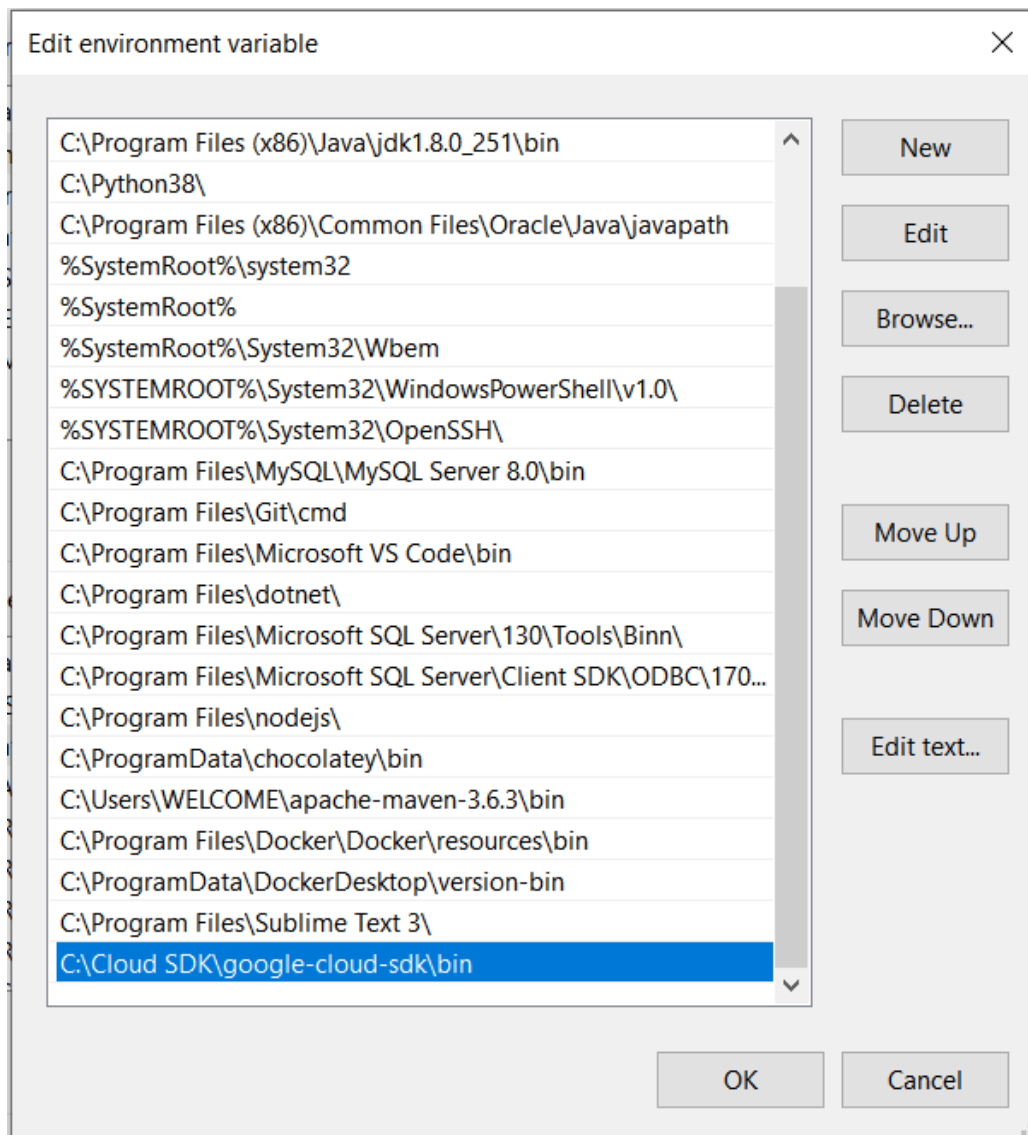 Edit environment variable
C:\Program Files (x86)\Java\jdk1.8.0_251\bin
C:\Python38\
C:\Program Files (x86)\Common Files\Oracle\Java\javapath
%SystemRoot%\system32
%SystemRoot%
%SystemRoot%\System32\Wbem
%SYSTEMROOT%\System32\WindowsPowerShell\v1.0\
%SYSTEMROOT%\System32\OpenSSH\
C:\Program Files\MySQL\MySQL Server 8.0\bin
C:\Program Files\Git\cmd
C:\Program Files\Microsoft VS Code\bin
C:\Program Files\dotnet\
C:\Program Files\Microsoft SQL Server\130\Tools\Binn\
C:\Program Files\Microsoft SQL Server\Client SDK\ODBC\170...
C:\Program Files\nodejs\
C:\ProgramData\chocolatey\bin
C:\Users\WELCOME\apache-maven-3.6.3\bin
C:\Program Files\Docker\Docker\resources\bin
C:\ProgramData\DockerDesktop\version-bin
C:\Program Files\Sublime Text 3\
C:\Cloud SDK\google-cloud-sdk\bin
New
Edit
Browse...
Delete
Move Up
Move Down
Edit text...
OK
Cancel